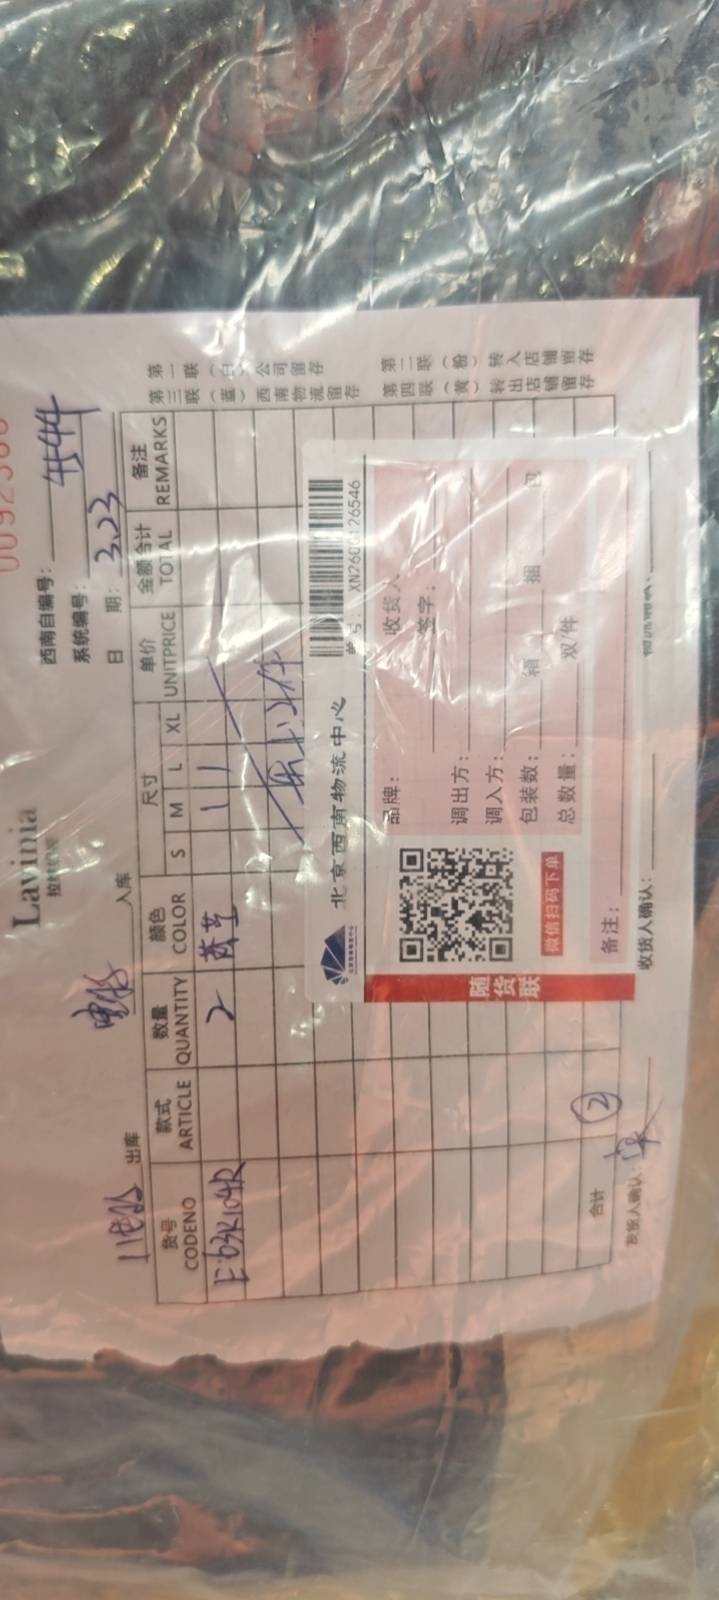 Lavinia
西南自编号: 4544
系统编号:
日 期: 3.23
出库
入库
货号 款式 数量 颜色 尺寸 单价 金额合计 备注
CODENO ARTICLE QUANTITY COLOR S M L XL UNITPRICE TOTAL REMARKS
2 1 1
合计 ②
发货人确认:
收货人确认:
第一联(白)公司留存
第二联(粉)转入店铺留存
第三联(蓝)西南物流留存
第四联(黄)转出店铺留存
北京西南物流中心
随货联
微信扫码下单
品牌:
收货人
签字:
调出方:
调入方:
包装数: 箱 捆 包
总数量: 双/件
备注: